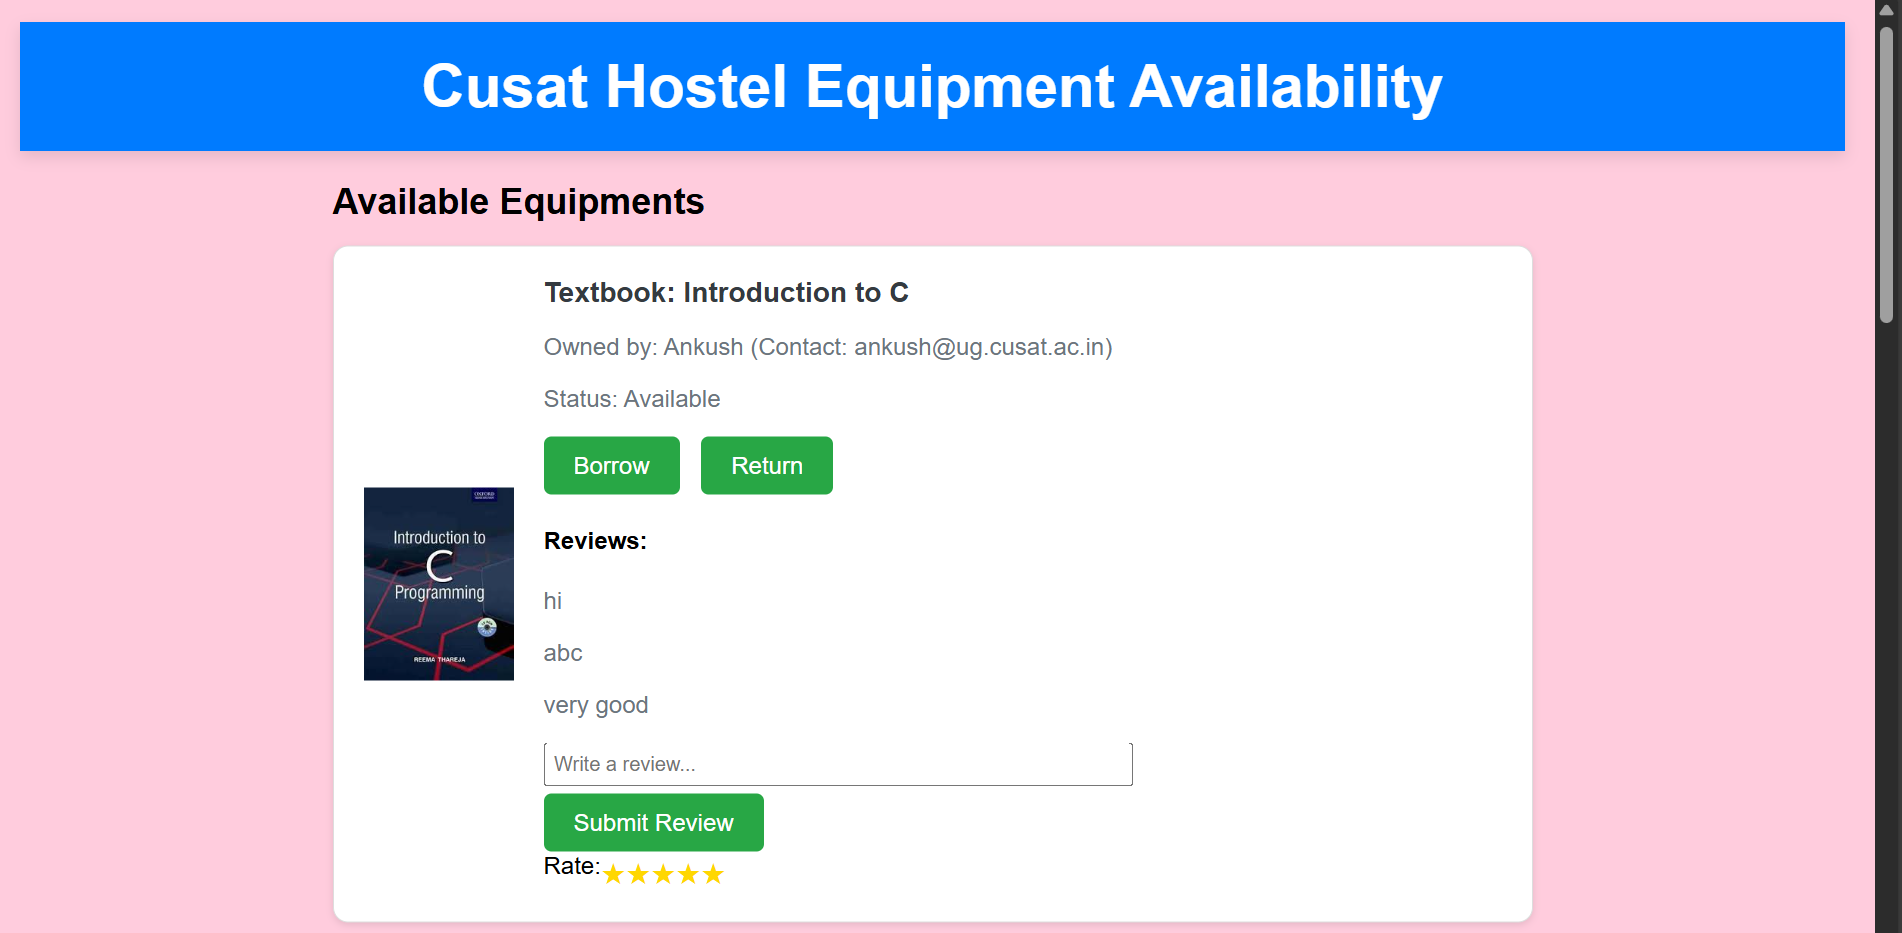 Cusat Hostel Equipment Availability
Available Equipments
Textbook: Introduction to C
Owned by: Ankush (Contact: ankush@ug.cusat.ac.in)
Status: Available
Borrow Return
OXFORD
Introduction to
C
Programming
REEMA THAREJA
Reviews:
hi
abc
very good
Write a review...
Submit Review
Rate:★★★★★